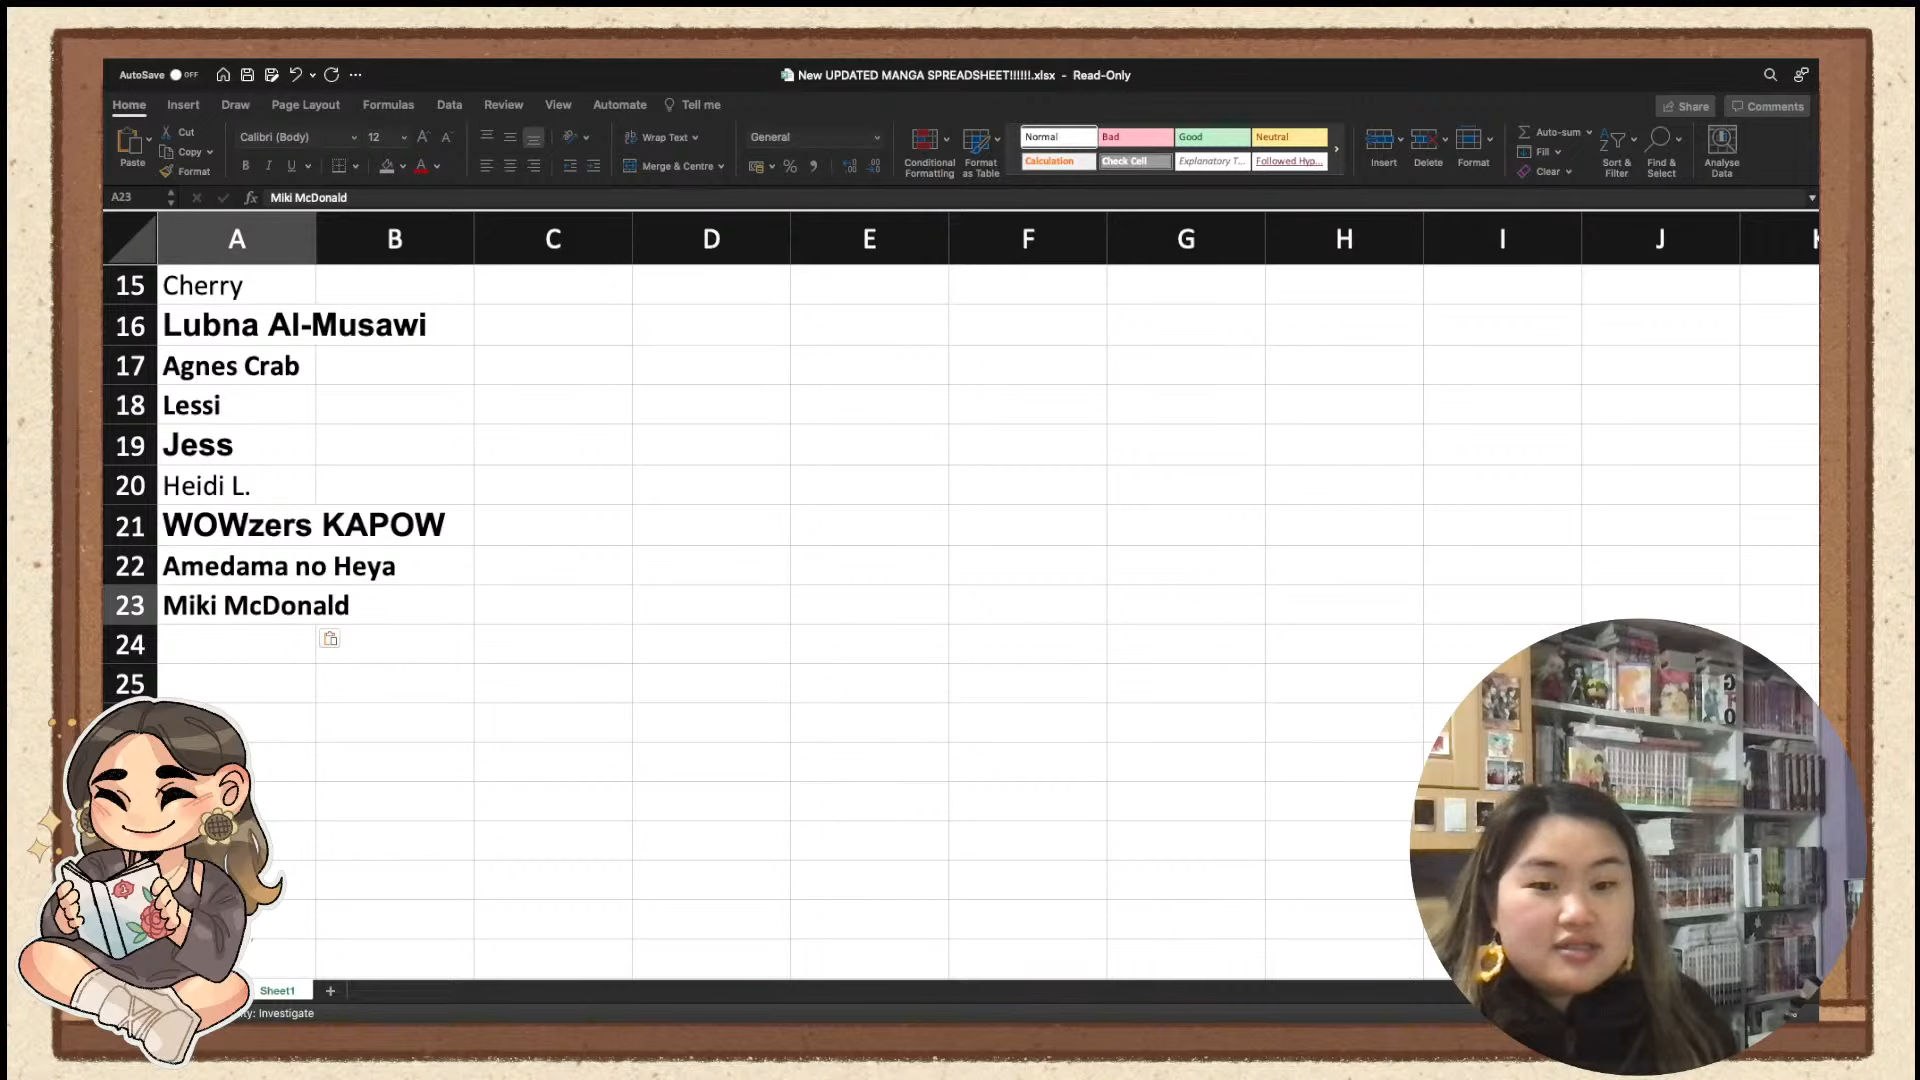 AutoSave OFF
New UPDATED MANGA SPREADSHEET!!!!!!.xlsx - Read-Only
Home Insert Draw Page Layout Formulas Data Review View Automate Tell me
Share Comments
Paste
Cut
Copy
Format
Calibri (Body) 12
B I U
Wrap Text
Merge & Centre
General
Conditional Formatting
Format as Table
Normal Bad Good Neutral
Calculation Check Cell Explanatory T... Followed Hyp...
Insert Delete Format
Auto-sum
Fill
Clear
Sort & Filter
Find & Select
Analyse Data
A23 fx Miki McDonald
A B C D E F G H I J
15 Cherry
16 Lubna Al-Musawi
17 Agnes Crab
18 Lessi
19 Jess
20 Heidi L.
21 WOWzers KAPOW
22 Amedama no Heya
23 Miki McDonald
24
25
Sheet1 +
Investigate